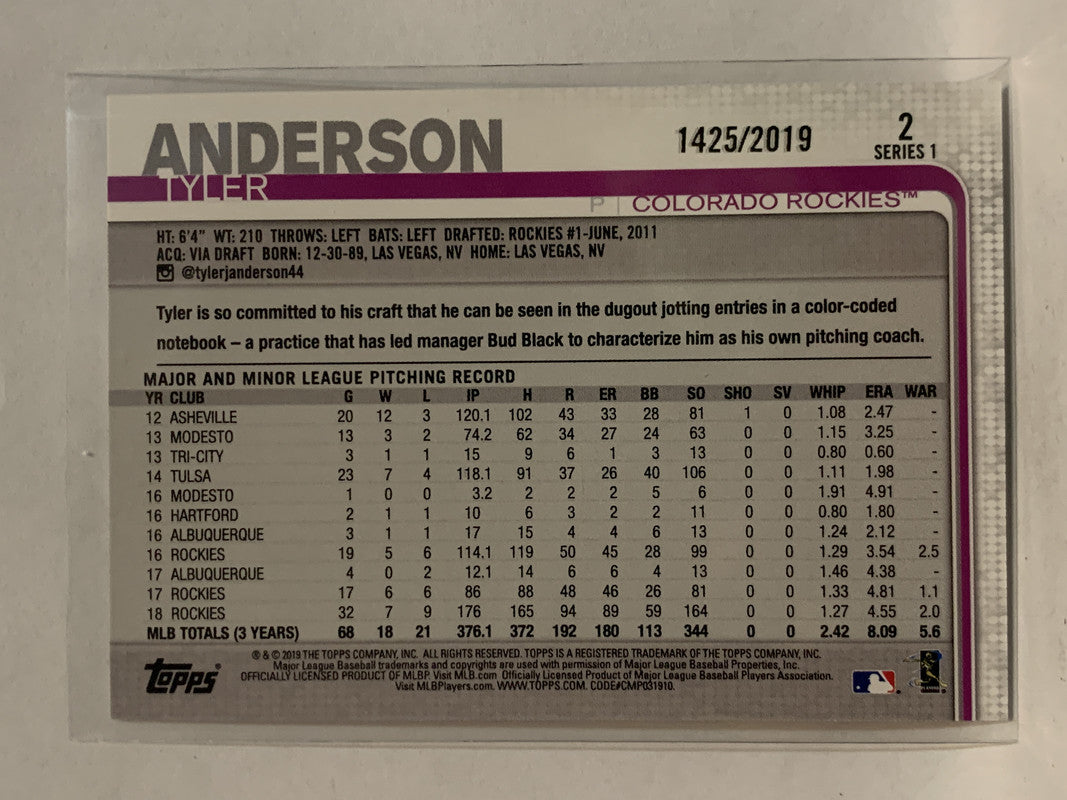 ANDERSON
1425/2019
2
SERIES 1
TYLER
P | COLORADO ROCKIES™
HT: 6'4" WT: 210 THROWS: LEFT BATS: LEFT DRAFTED: ROCKIES #1-JUNE, 2011
ACQ: VIA DRAFT BORN: 12-30-89, LAS VEGAS, NV HOME: LAS VEGAS, NV
@tylerjanderson44
Tyler is so committed to his craft that he can be seen in the dugout jotting entries in a color-coded
notebook – a practice that has led manager Bud Black to characterize him as his own pitching coach.
MAJOR AND MINOR LEAGUE PITCHING RECORD
YR CLUB G W L IP H R ER BB SO SHO SV WHIP ERA WAR
12 ASHEVILLE 20 12 3 120.1 102 43 33 28 81 1 0 1.08 2.47 -
13 MODESTO 13 3 2 74.2 62 34 27 24 63 0 0 1.15 3.25 -
13 TRI-CITY 3 1 1 15 9 6 1 3 13 0 0 0.80 0.60 -
14 TULSA 23 7 4 118.1 91 37 26 40 106 0 0 1.11 1.98 -
16 MODESTO 1 0 0 3.2 2 2 2 5 6 0 0 1.91 4.91 -
16 HARTFORD 2 1 1 10 6 3 2 2 11 0 0 0.80 1.80 -
16 ALBUQUERQUE 3 1 1 17 15 4 4 6 13 0 0 1.24 2.12 -
16 ROCKIES 19 5 6 114.1 119 50 45 28 99 0 0 1.29 3.54 2.5
17 ALBUQUERQUE 4 0 2 12.1 14 6 6 4 13 0 0 1.46 4.38 -
17 ROCKIES 17 6 6 86 88 48 46 26 81 0 0 1.33 4.81 1.1
18 ROCKIES 32 7 9 176 165 94 89 59 164 0 0 1.27 4.55 2.0
MLB TOTALS (3 YEARS) 68 18 21 376.1 372 192 180 113 344 0 0 2.42 8.09 5.6
® & © 2019 THE TOPPS COMPANY, INC. ALL RIGHTS RESERVED. TOPPS IS A REGISTERED TRADEMARK OF THE TOPPS COMPANY, INC.
Major League Baseball trademarks and copyrights are used with permission of Major League Baseball Properties, Inc.
OFFICIALLY LICENSED PRODUCT OF MLBP. Visit MLB.com Officially Licensed Product of Major League Baseball Players Association.
Visit MLBPlayers.com. WWW.TOPPS.COM. CODE#CMP031910.
Topps®